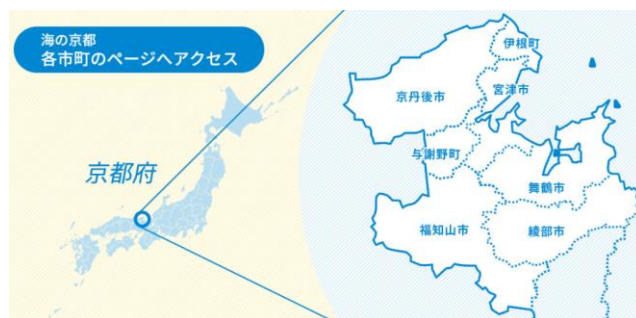 海の京都
各市町のページへアクセス
京都府
伊根町
宮津市
京丹後市
与謝野町
舞鶴市
福知山市
綾部市